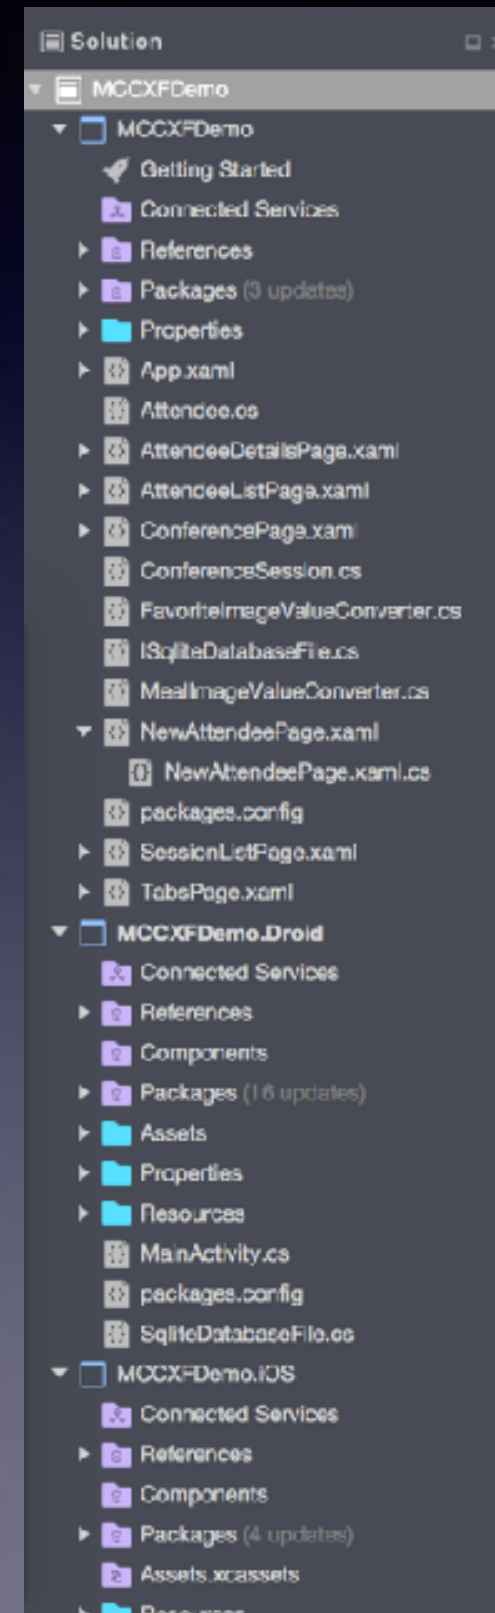 Solution
MCCXFDemo
MCCXFDemo
Getting Started
Connected Services
References
Packages (3 updates)
Properties
App.xaml
Attendee.cs
AttendeeDetailsPage.xaml
AttendeeListPage.xaml
ConferencePage.xaml
ConferenceSession.cs
FavoriteImageValueConverter.cs
ISqliteDatabaseFile.cs
MealImageValueConverter.cs
NewAttendeePage.xaml
NewAttendeePage.xaml.cs
packages.config
SessionListPage.xaml
TabsPage.xaml
MCCXFDemo.Droid
Connected Services
References
Components
Packages (16 updates)
Assets
Properties
Resources
MainActivity.cs
packages.config
SqliteDatabaseFile.cs
MCCXFDemo.iOS
Connected Services
References
Components
Packages (4 updates)
Assets.xcassets
Resources